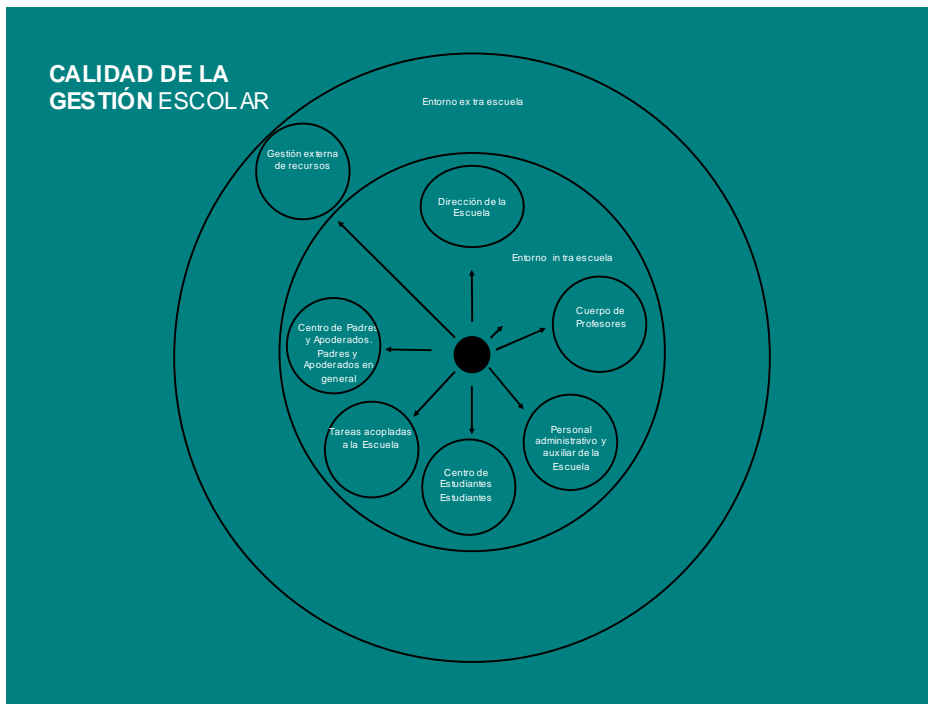 CALIDAD DE LA
GESTIÓN ESCOLAR
Entorno extra escuela
Gestión externa
de recursos
Dirección de la
Escuela
Entorno intra escuela
Cuerpo de
Profesores
Centro de Padres
y Apoderados.
Padres y
Apoderados en
general
Tareas acopladas
a la Escuela
Personal
administrativo y
auxiliar de la
Escuela
Centro de
Estudiantes
Estudiantes